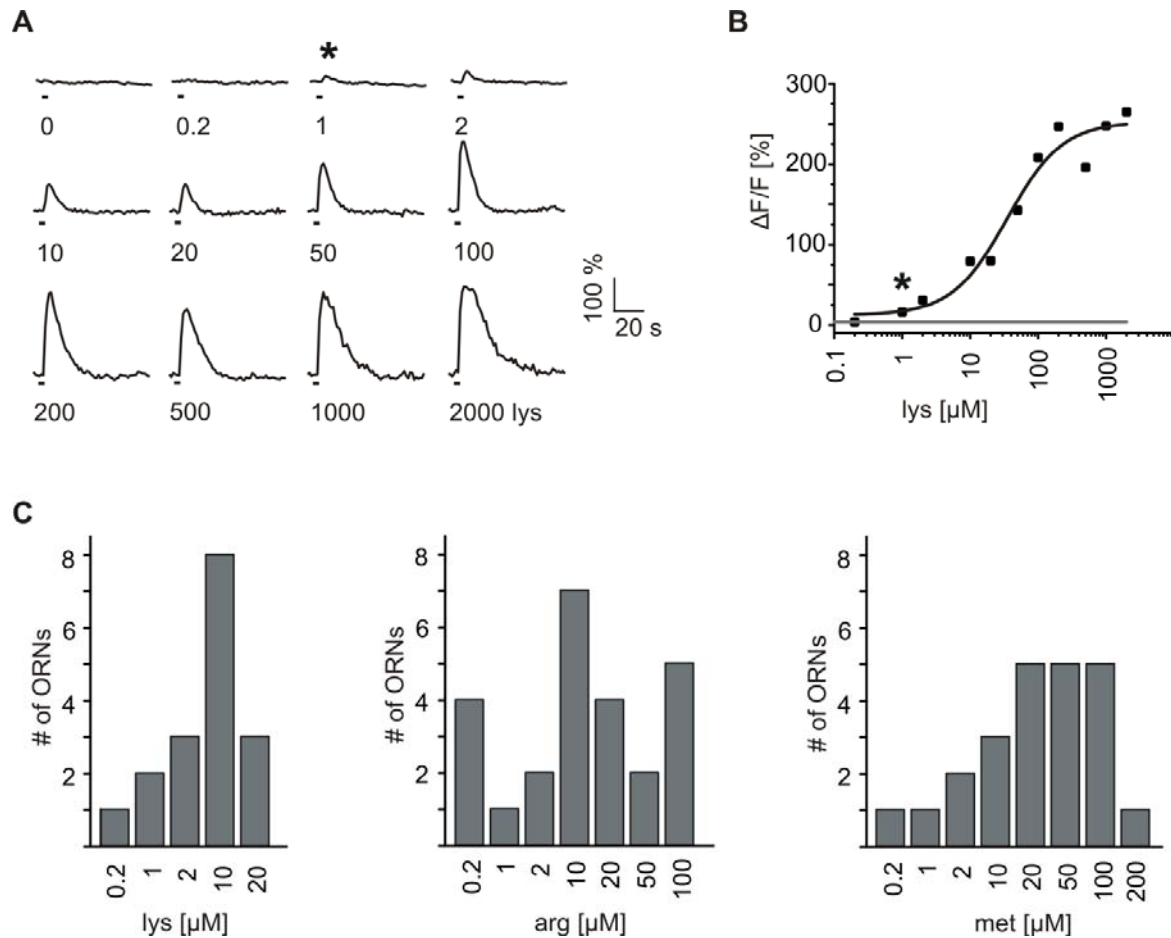 A
*
0 0.2 1 2
10 20 50 100
100 %
20 s
200 500 1000 2000 lys
B
300
200
100
0
ΔF/F [%]
*
0.1 1 10 100 1000
lys [µM]
C
8
6
4
2
# of ORNs
0.2 1 2 10 20
lys [µM]
8
6
4
2
# of ORNs
0.2 1 2 10 20 50 100
arg [µM]
8
6
4
2
# of ORNs
0.2 1 2 10 20 50 100 200
met [µM]